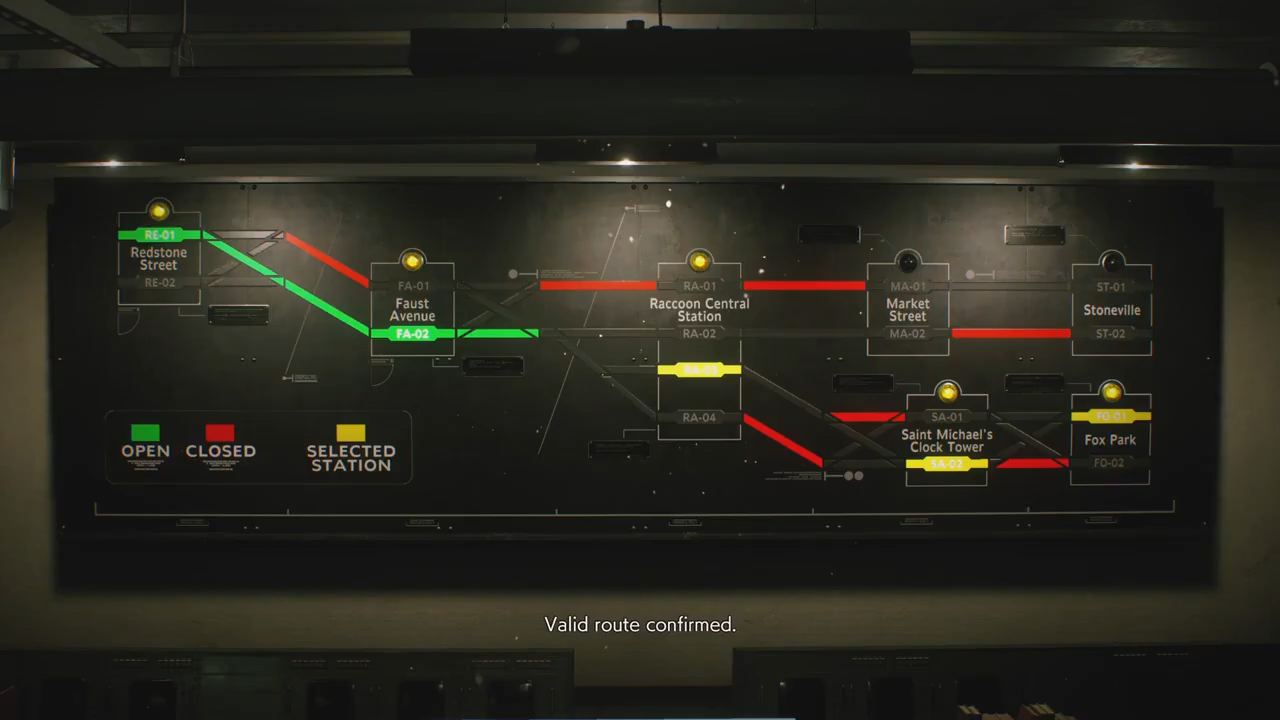 RE-01
Redstone
Street
RE-02
FA-01
Faust
Avenue
FA-02
RA-01
Raccoon Central
Station
RA-02
RA-03
RA-04
MA-01
Market
Street
MA-02
ST-01
Stoneville
ST-02
SA-01
Saint Michael's
Clock Tower
SA-02
FO-01
Fox Park
FO-02
OPEN
CLOSED
SELECTED
STATION
Valid route confirmed.